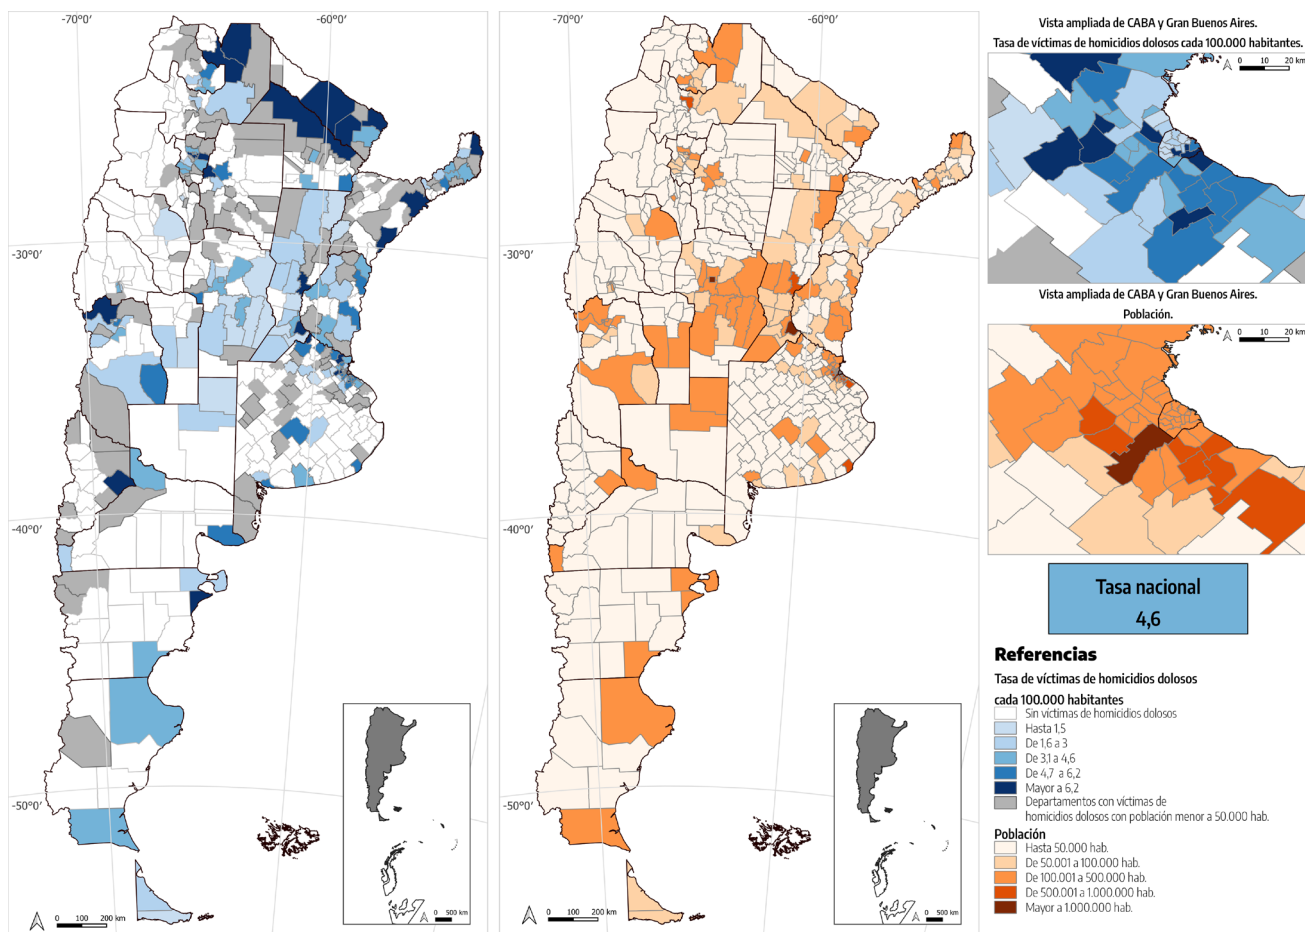 -70°0'
-60°0'
-30°0'
-40°0'
-50°0'
0 100 200 km
0 500 km
-70°0'
-60°0'
-30°0'
-40°0'
-50°0'
0 100 200 km
0 500 km
Vista ampliada de CABA y Gran Buenos Aires.
Tasa de víctimas de homicidios dolosos cada 100.000 habitantes.
0 10 20 km
Vista ampliada de CABA y Gran Buenos Aires.
Población.
0 10 20 km
Tasa nacional
4,6
Referencias
Tasa de víctimas de homicidios dolosos
cada 100.000 habitantes
Sin víctimas de homicidios dolosos
Hasta 1,5
De 1,6 a 3
De 3,1 a 4,6
De 4,7 a 6,2
Mayor a 6,2
Departamentos con víctimas de
homicidios dolosos con población menor a 50.000 hab.
Población
Hasta 50.000 hab.
De 50.001 a 100.000 hab.
De 100.001 a 500.000 hab.
De 500.001 a 1.000.000 hab.
Mayor a 1.000.000 hab.